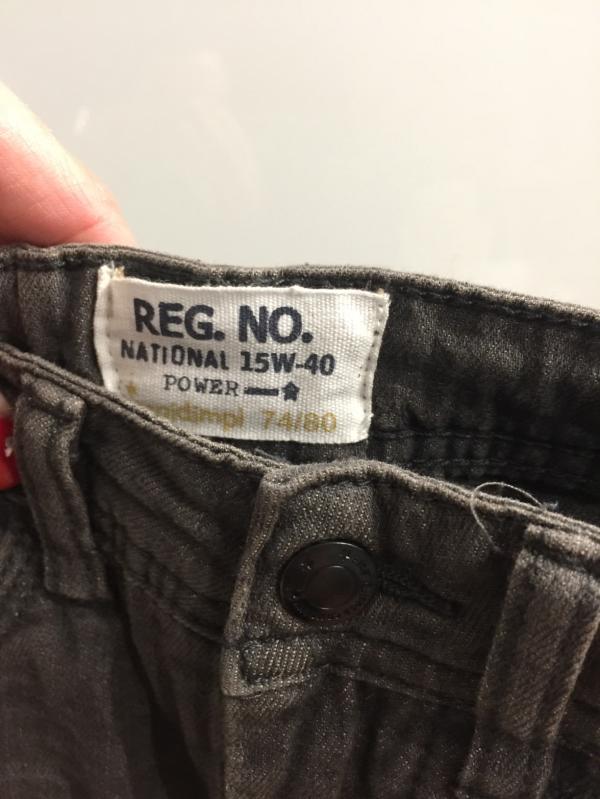 REG. NO.
NATIONAL 15W-40
POWER
74/80